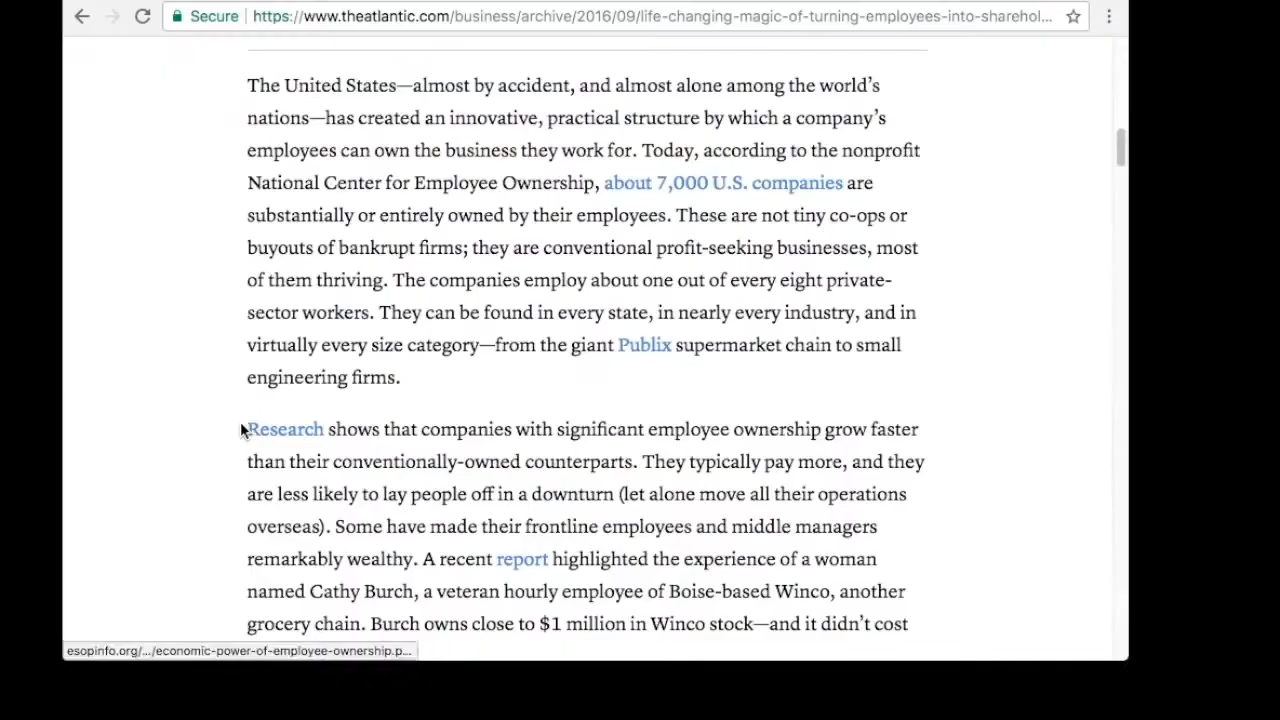 Secure https://www.theatlantic.com/business/archive/2016/09/life-changing-magic-of-turning-employees-into-sharehol...
The United States—almost by accident, and almost alone among the world’s
nations—has created an innovative, practical structure by which a company’s
employees can own the business they work for. Today, according to the nonprofit
National Center for Employee Ownership, about 7,000 U.S. companies are
substantially or entirely owned by their employees. These are not tiny co-ops or
buyouts of bankrupt firms; they are conventional profit-seeking businesses, most
of them thriving. The companies employ about one out of every eight private-
sector workers. They can be found in every state, in nearly every industry, and in
virtually every size category—from the giant Publix supermarket chain to small
engineering firms.
Research shows that companies with significant employee ownership grow faster
than their conventionally-owned counterparts. They typically pay more, and they
are less likely to lay people off in a downturn (let alone move all their operations
overseas). Some have made their frontline employees and middle managers
remarkably wealthy. A recent report highlighted the experience of a woman
named Cathy Burch, a veteran hourly employee of Boise-based Winco, another
grocery chain. Burch owns close to $1 million in Winco stock—and it didn’t cost
esopinfo.org/.../economic-power-of-employee-ownership.p...